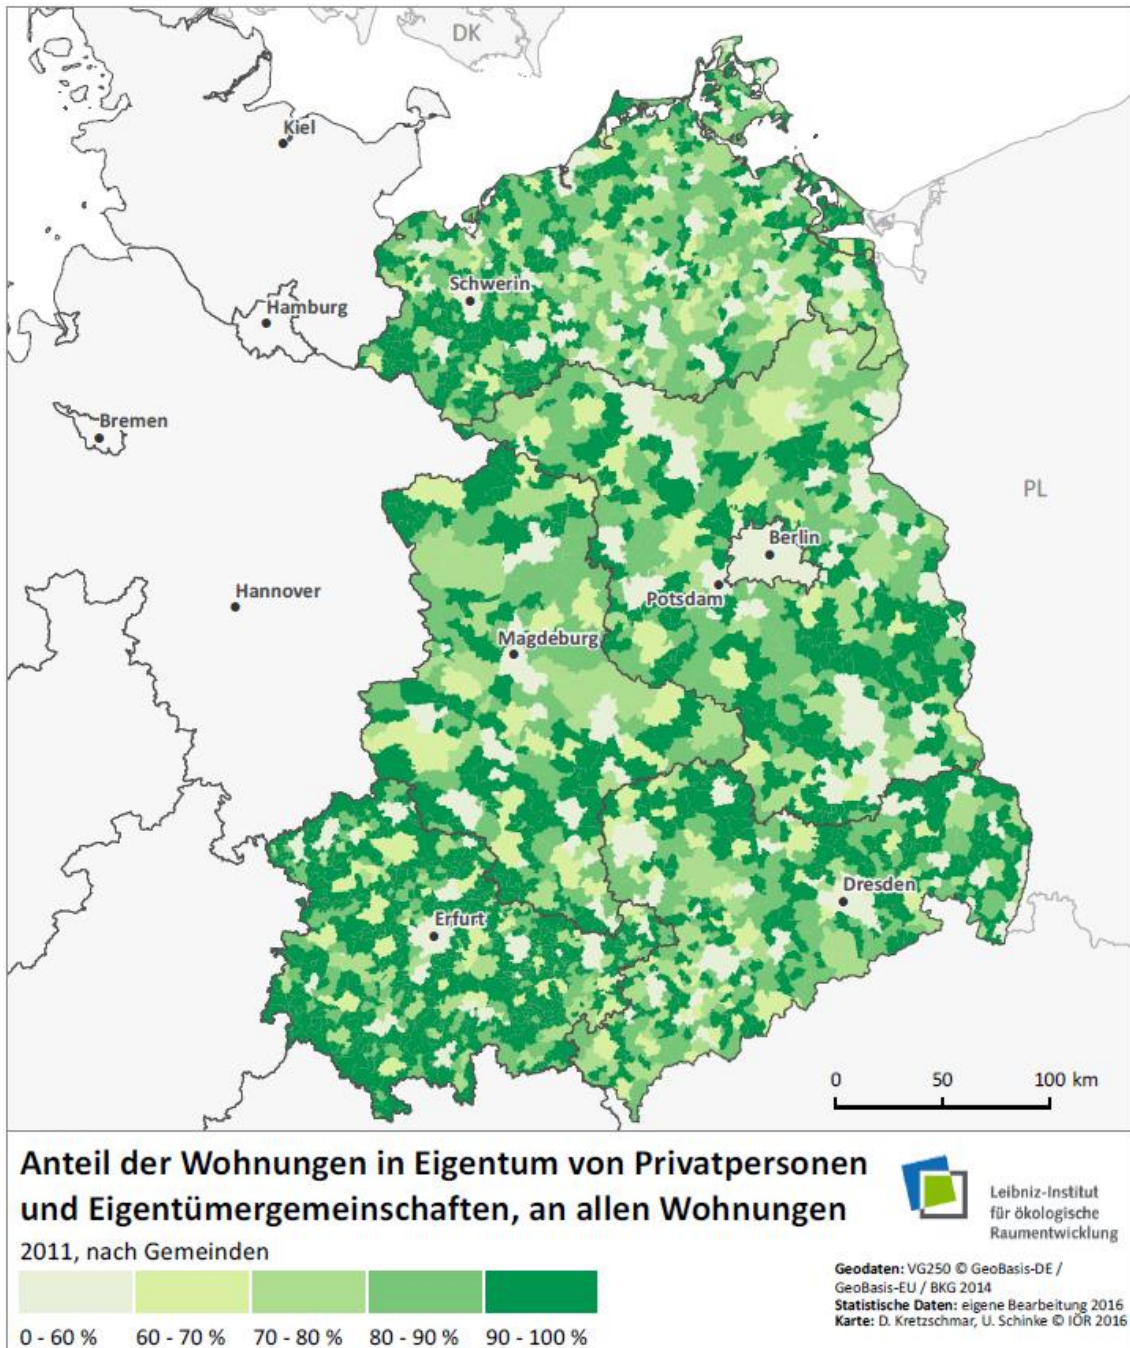 DK
Kiel
Schwerin
Hamburg
Bremen
PL
Berlin
Hannover
Potsdam
Magdeburg
Dresden
Erfurt
0 50 100 km
Anteil der Wohnungen in Eigentum von Privatpersonen
und Eigentümergemeinschaften, an allen Wohnungen
2011, nach Gemeinden
0 - 60 % 60 - 70 % 70 - 80 % 80 - 90 % 90 - 100 %
Leibniz-Institut
für ökologische
Raumentwicklung
Geodaten: VG250 © GeoBasis-DE /
GeoBasis-EU / BKG 2014
Statistische Daten: eigene Bearbeitung 2016
Karte: D. Kretzschmar, U. Schinke © IÖR 2016